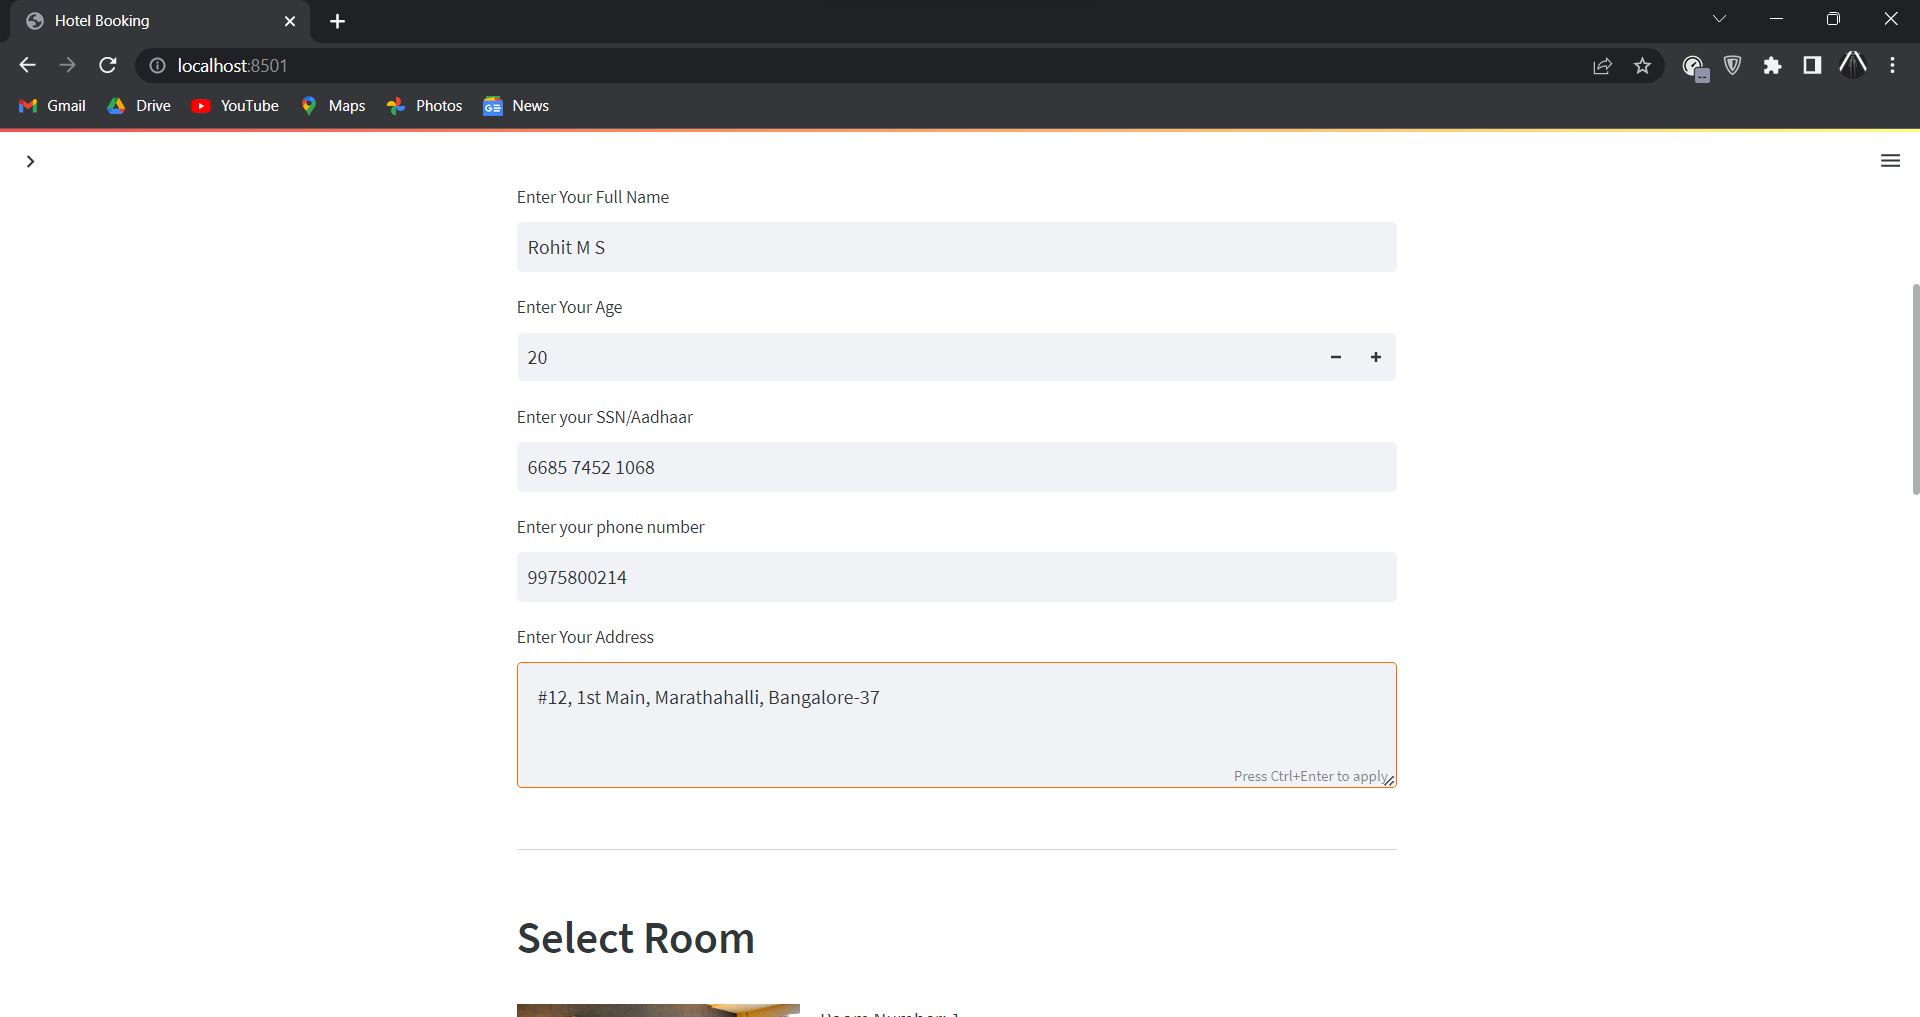 Hotel Booking
localhost:8501
Gmail Drive YouTube Maps Photos News
Enter Your Full Name
Rohit M S
Enter Your Age
20
Enter your SSN/Aadhaar
6685 7452 1068
Enter your phone number
9975800214
Enter Your Address
#12, 1st Main, Marathahalli, Bangalore-37
Press Ctrl+Enter to apply
Select Room